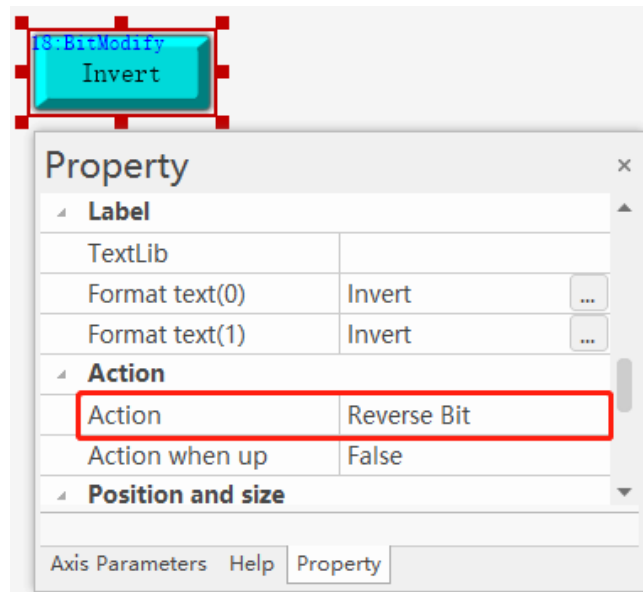 18:BitModify
Invert
Property
Label
TextLib
Format text(0) Invert ...
Format text(1) Invert ...
Action
Action Reverse Bit
Action when up False
Position and size
Axis Parameters Help Property